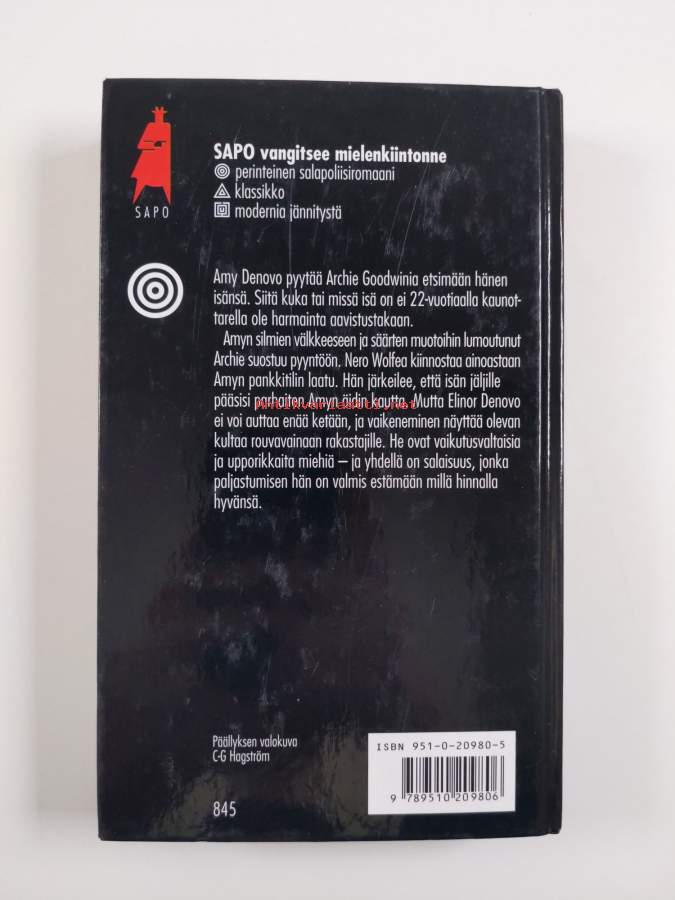 SAPO
SAPO vangitsee mielenkiintonne
perinteinen salapoliisiromaani
klassikko
modernia jännitystä
Amy Denovo pyytää Archie Goodwinia etsimään hänen
isänsä. Siitä kuka tai missä isä on ei 22-vuotiaalla kaunot-
tarella ole harmainta aavistustakaan.
Amyn silmien välkkeeseen ja säärten muotoihin lumoutunut
Archie suostuu pyyntöön. Nero Wolfea kiinnostaa ainoastaan
Amyn pankkitilin laatu. Hän järkeilee, että isän jäljille
pääsisi parhaiten Amyn äidin kautta. Mutta Elinor Denovo
Antikvariaatti.net
ei voi auttaa enää ketään, ja vaikeneminen näyttää olevan
kultaa rouvavainaan rakastajille. He ovat vaikutusvaltaisia
ja upporikkaita miehiä – ja yhdellä on salaisuus, jonka
paljastumisen hän on valmis estämään millä hinnalla
hyvänsä.
Päällyksen valokuva
C-G Hagström
845
ISBN 951-0-20980-5
9 789510 209806